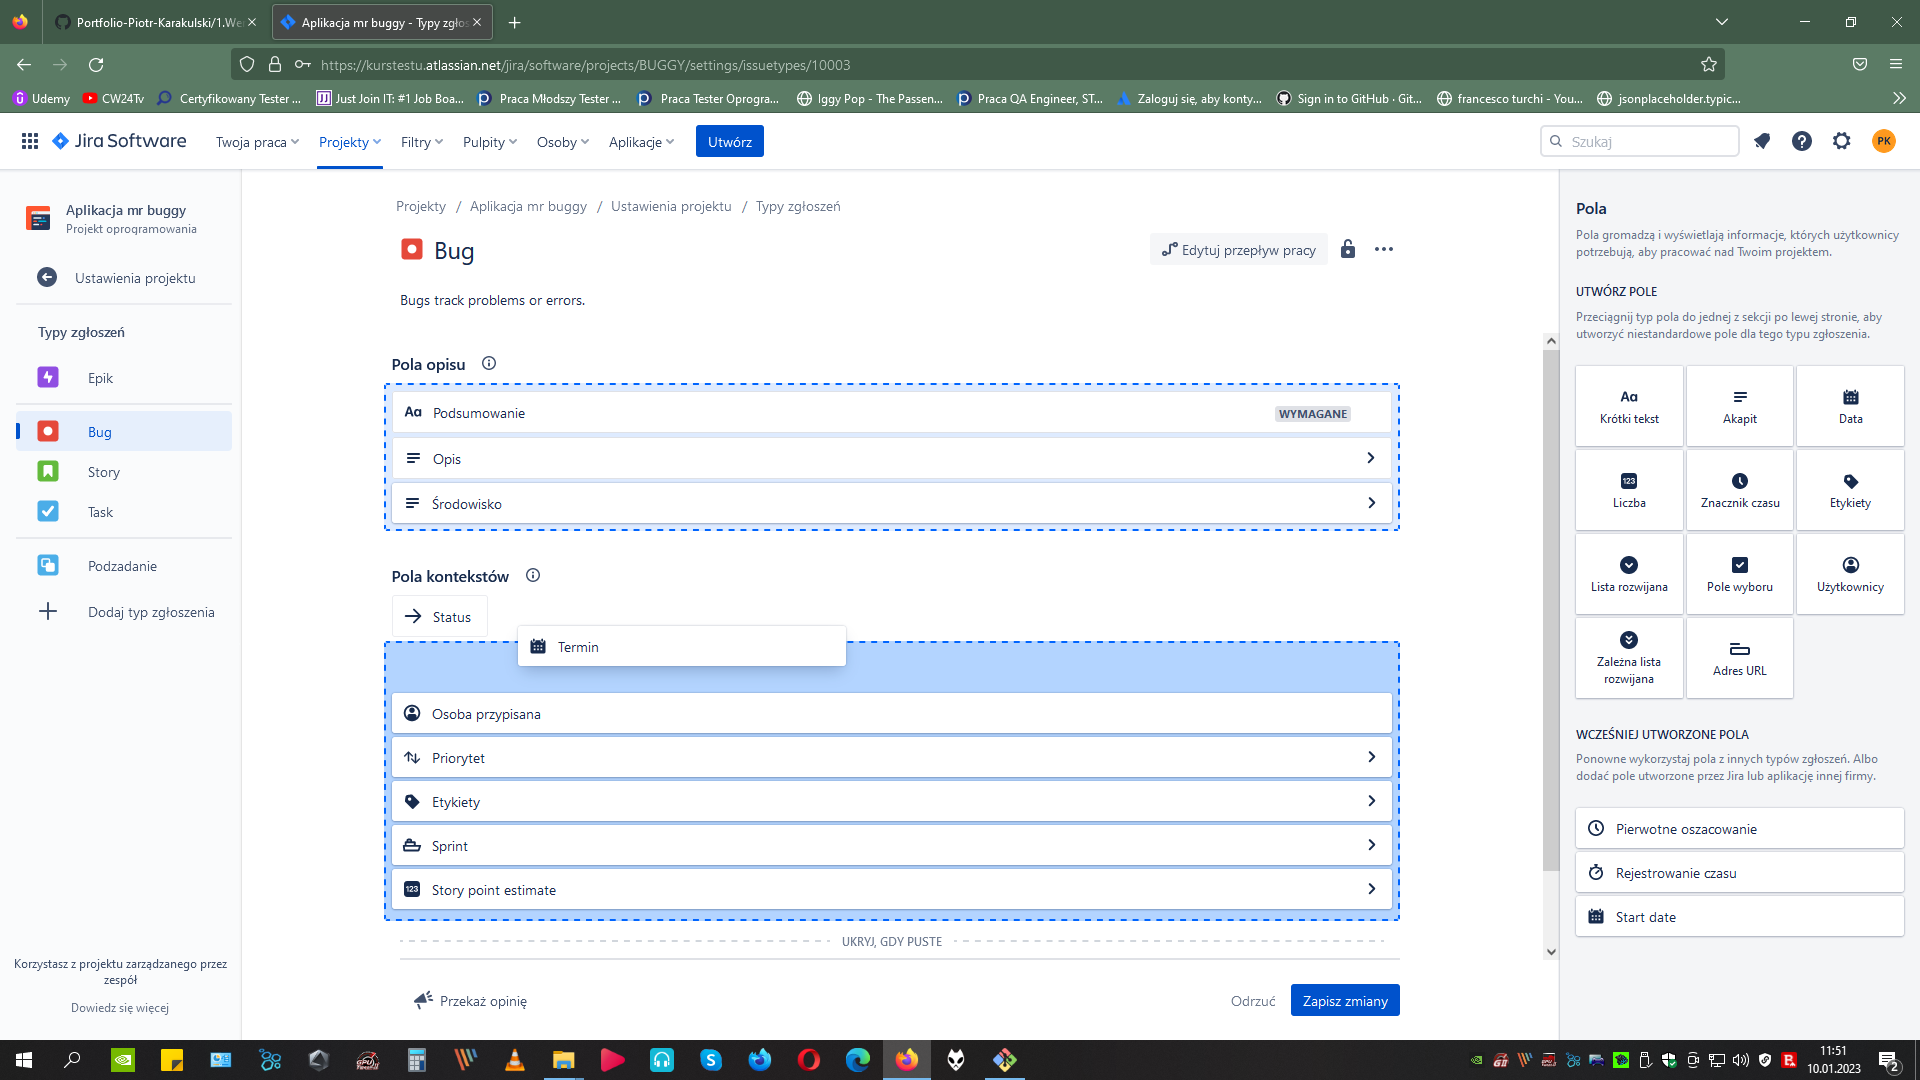 Portfolio-Piotr-Karakulski/1.We
Aplikacja mr buggy - Typy zgłos
https://kurstestu.atlassian.net/jira/software/projects/BUGGY/settings/issuetypes/10003
Udemy
CW24Tv
Certyfikowany Tester ...
Just Join IT: #1 Job Boa...
Praca Młodszy Tester ...
Praca Tester Oprogra...
Iggy Pop - The Passen...
Praca QA Engineer, ST...
Zaloguj się, aby konty...
Sign in to GitHub · Git...
francesco turchi - You...
jsonplaceholder.typic...
Jira Software
Twoja praca
Projekty
Filtry
Pulpity
Osoby
Aplikacje
Utwórz
Szukaj
PK
Aplikacja mr buggy
Projekt oprogramowania
Ustawienia projektu
Typy zgłoszeń
Epik
Bug
Story
Task
Podzadanie
Dodaj typ zgłoszenia
Korzystasz z projektu zarządzanego przez
zespół
Dowiedz się więcej
Projekty / Aplikacja mr buggy / Ustawienia projektu / Typy zgłoszeń
Bug
Edytuj przepływ pracy
Bugs track problems or errors.
Pola opisu
Aa Podsumowanie
WYMAGANE
Opis
Środowisko
Pola kontekstów
Status
Termin
Osoba przypisana
Priorytet
Etykiety
Sprint
123 Story point estimate
UKRYJ, GDY PUSTE
Przekaż opinię
Odrzuć
Zapisz zmiany
Pola
Pola gromadzą i wyświetlają informacje, których użytkownicy
potrzebują, aby pracować nad Twoim projektem.
UTWÓRZ POLE
Przeciągnij typ pola do jednej z sekcji po lewej stronie, aby
utworzyć niestandardowe pole dla tego typu zgłoszenia.
Aa
Krótki tekst
Akapit
Data
123
Liczba
Znacznik czasu
Etykiety
Lista rozwijana
Pole wyboru
Użytkownicy
Zależna lista
rozwijana
Adres URL
WCZEŚNIEJ UTWORZONE POLA
Ponowne wykorzystaj pola z innych typów zgłoszeń. Albo
dodać pole utworzone przez Jira lub aplikację innej firmy.
Pierwotne oszacowanie
Rejestrowanie czasu
Start date
11:51
10.01.2023
2